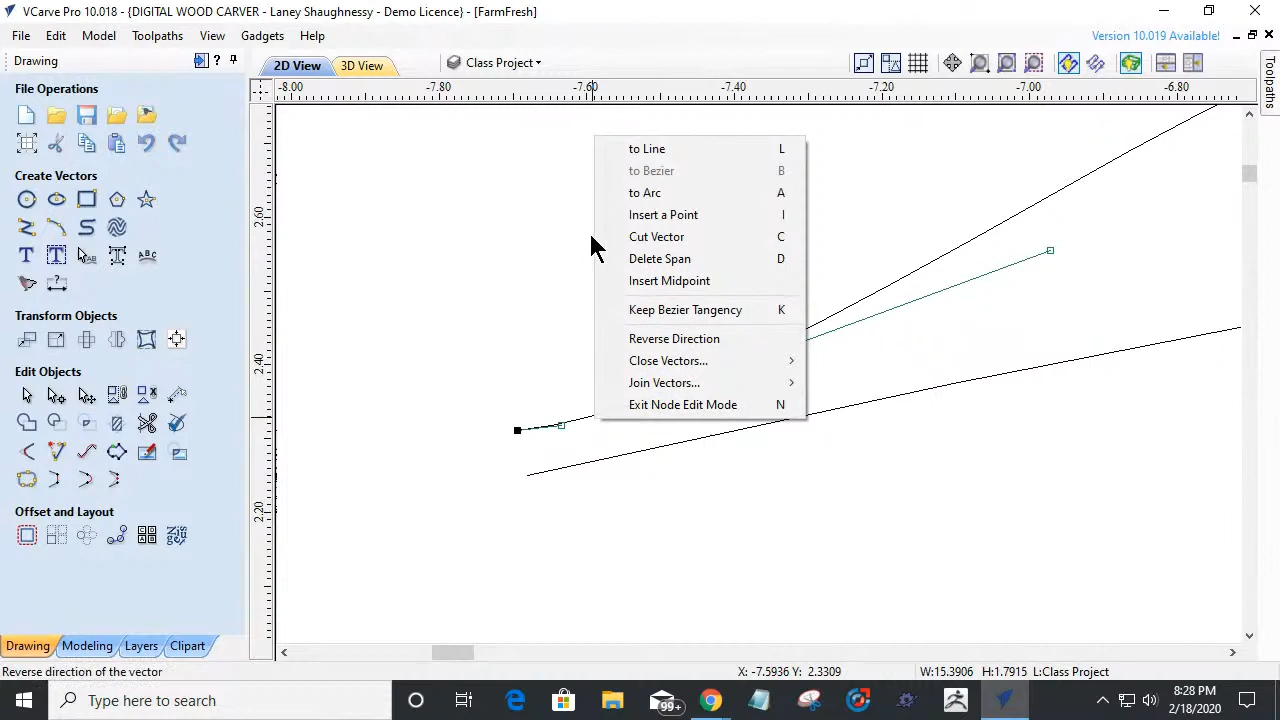 VCarve Pro 10.018 - {DIGITAL WOOD CARVER - Laney Shaughnessy - Demo Licence} - [FarmFresh]
File Edit Model Toolpaths View Gadgets Help Version 10.019 Available!
Drawing ?
2D View 3D View Class Project
Toolpaths
File Operations
-8.00 -7.80 -7.60 -7.40 -7.20 -7.00 -6.80
2.60
2.40
2.20
Create Vectors
Transform Objects
Edit Objects
Offset and Layout
to Line L
to Bezier B
to Arc A
Insert a Point I
Cut Vector C
Delete Span D
Insert Midpoint
Keep Bezier Tangency K
Reverse Direction
Close Vectors...
Join Vectors...
Exit Node Edit Mode N
Drawing Modeling Layers Clipart
Reverse direction of the vector X: -7.5936 Y: 2.3309 W:15.3906 H:1.7915 L:Class Project
Type here to search
99+
8:28 PM
2/18/2020